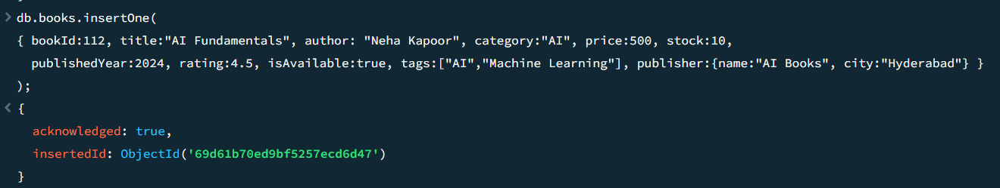 > db.books.insertOne(
{ bookId:112, title:"AI Fundamentals", author: "Neha Kapoor", category:"AI", price:500, stock:10,
publishedYear:2024, rating:4.5, isAvailable:true, tags:["AI","Machine Learning"], publisher:{name:"AI Books", city:"Hyderabad"} }
);
< {
acknowledged: true,
insertedId: ObjectId('69d61b70ed9bf5257ecd6d47')
}